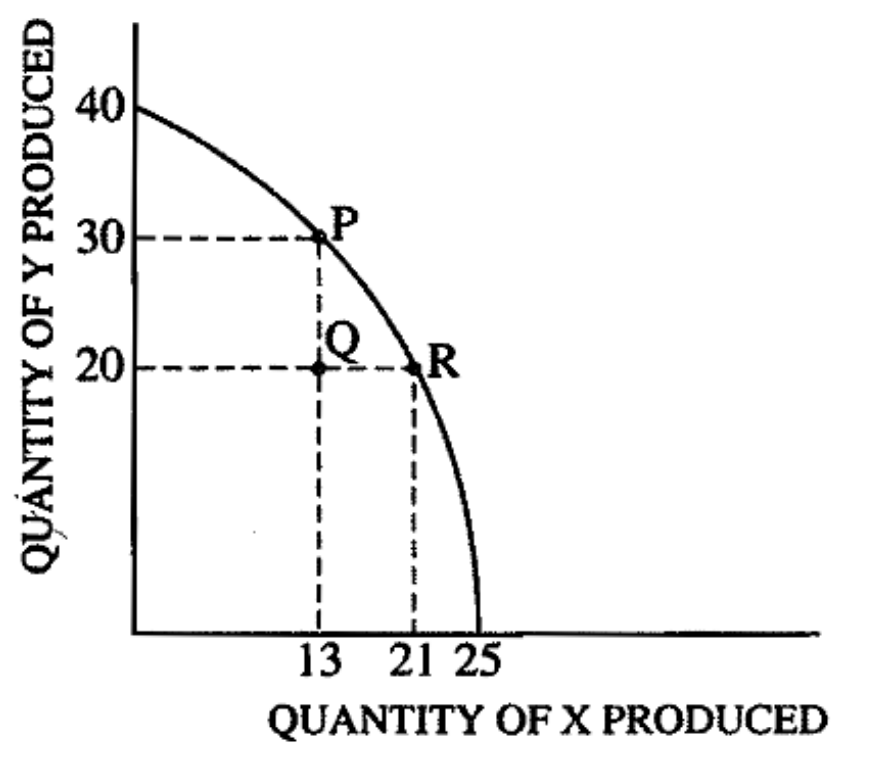 QUANTITY OF Y PRODUCED
40
30
20
P
Q
R
13 21 25
QUANTITY OF X PRODUCED